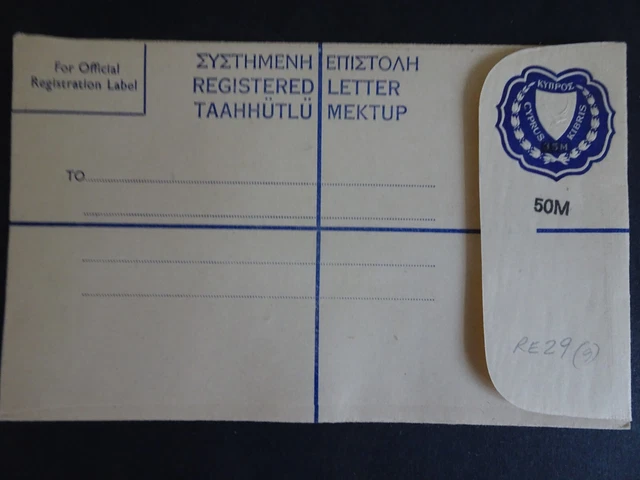 For Official
Registration Label
ΣΥΣΤΗΜΕΝΗ ΕΠΙΣΤΟΛΗ
REGISTERED LETTER
TAAHHÜTLÜ MEKTUP
TO
ΚΥΠΡΟΣ
CYPRUS KIBRIS
50M
RE29(g)